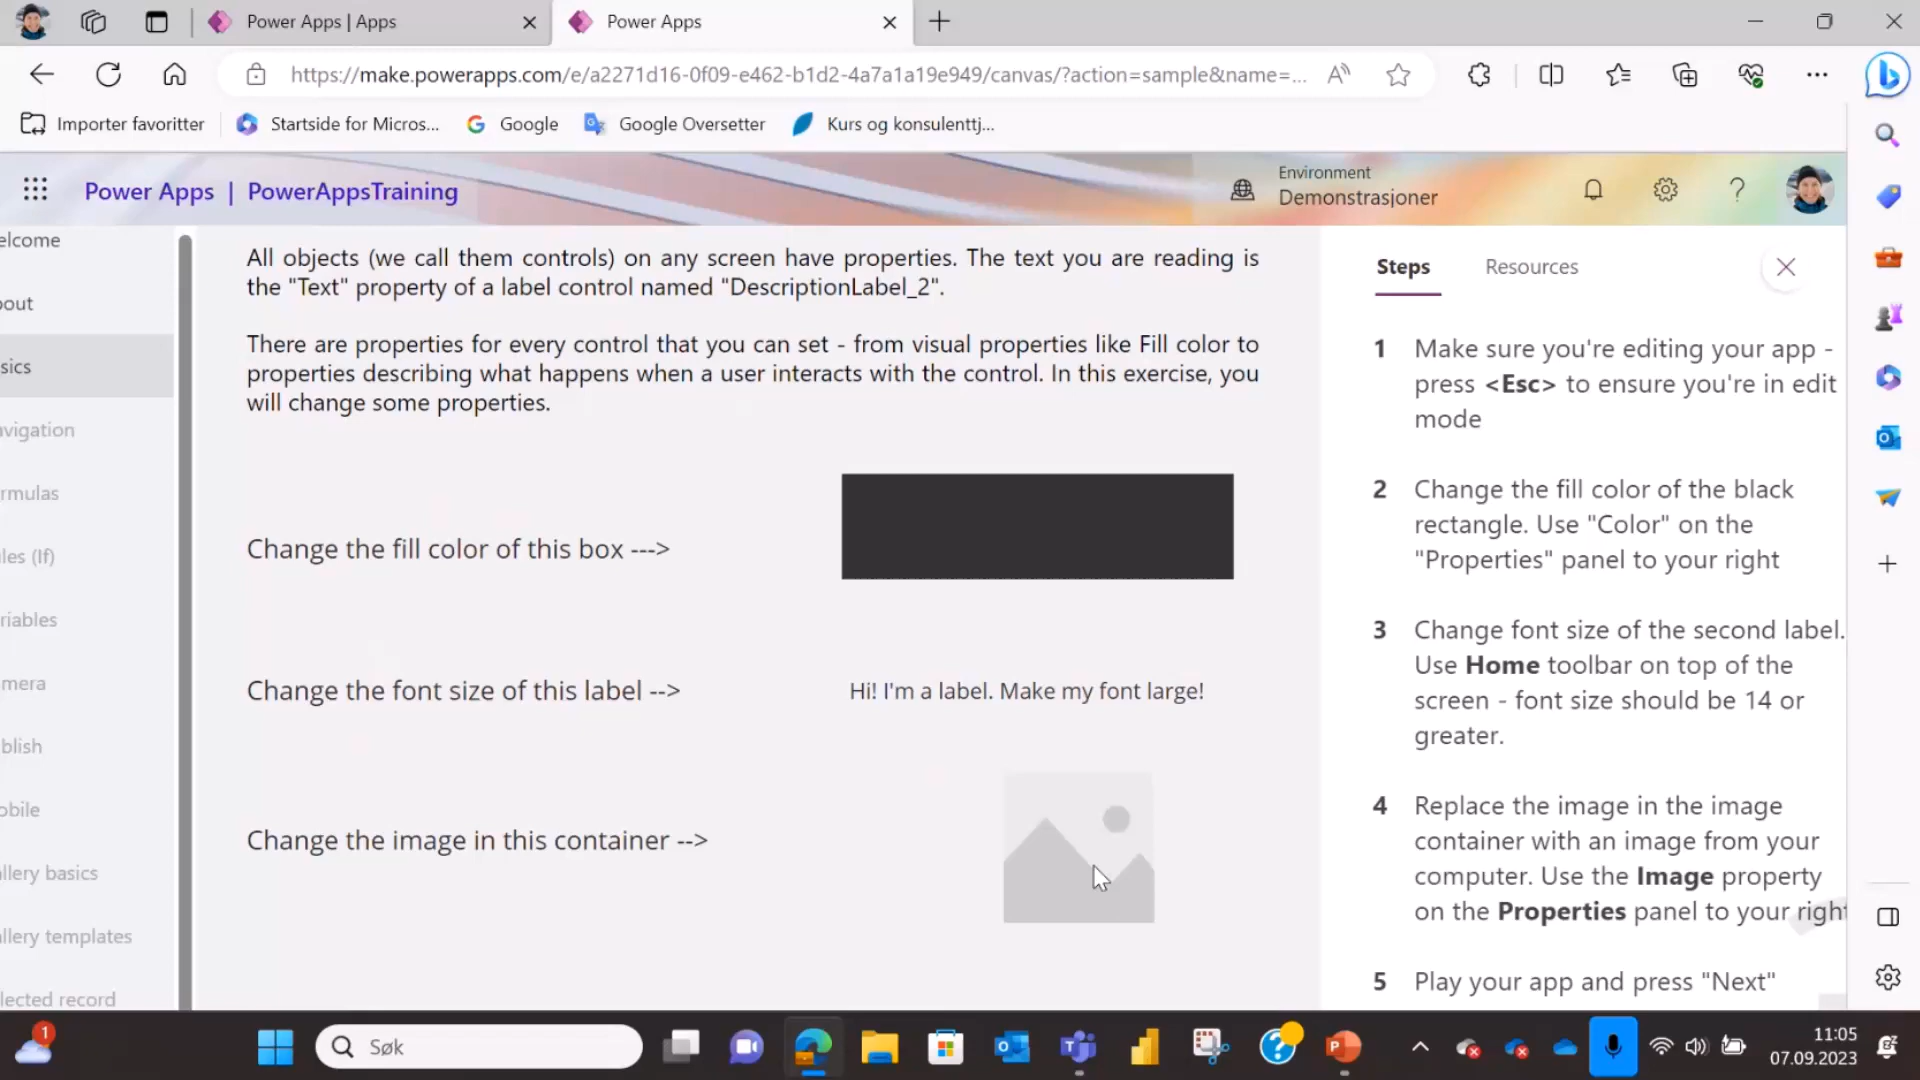 Power Apps | Apps
Power Apps
https://make.powerapps.com/e/a2271d16-0f09-e462-b1d2-4a7a1a19e949/canvas/?action=sample&name=...
Importer favoritter
Startside for Micros...
Google
Google Oversetter
Kurs og konsulenttj...
Power Apps | PowerAppsTraining
Environment
Demonstrasjoner
elcome
bout
sics
avigation
rmulas
les (If)
riables
mera
blish
obile
llery basics
llery templates
lected record
All objects (we call them controls) on any screen have properties. The text you are reading is
the "Text" property of a label control named "DescriptionLabel_2".
There are properties for every control that you can set - from visual properties like Fill color to
properties describing what happens when a user interacts with the control. In this exercise, you
will change some properties.
Change the fill color of this box --->
Change the font size of this label -->
Hi! I'm a label. Make my font large!
Change the image in this container -->
Steps
Resources
1 Make sure you're editing your app -
press <Esc> to ensure you're in edit
mode
2 Change the fill color of the black
rectangle. Use "Color" on the
"Properties" panel to your right
3 Change font size of the second label.
Use Home toolbar on top of the
screen - font size should be 14 or
greater.
4 Replace the image in the image
container with an image from your
computer. Use the Image property
on the Properties panel to your right
5 Play your app and press "Next"
1
Søk
11:05
07.09.2023